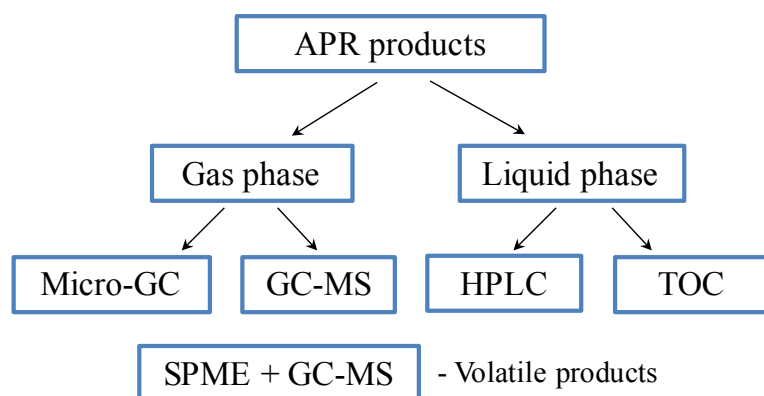 APR products
Gas phase
Liquid phase
Micro-GC
GC-MS
HPLC
TOC
SPME + GC-MS - Volatile products